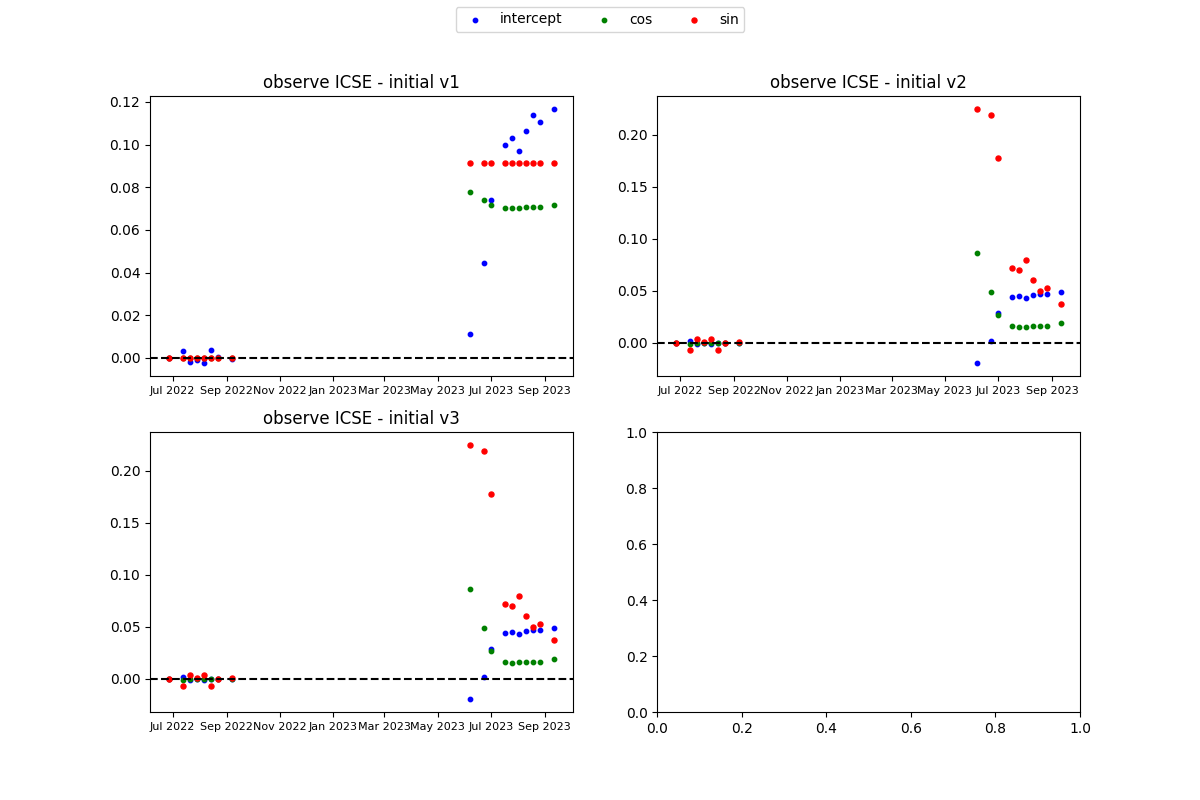 intercept cos sin
observe ICSE - initial v1
0.12
0.10
0.08
0.06
0.04
0.02
0.00
Jul 2022 Sep 2022 Nov 2022 Jan 2023 Mar 2023 May 2023 Jul 2023 Sep 2023
observe ICSE - initial v2
0.20
0.15
0.10
0.05
0.00
Jul 2022 Sep 2022 Nov 2022 Jan 2023 Mar 2023 May 2023 Jul 2023 Sep 2023
observe ICSE - initial v3
0.20
0.15
0.10
0.05
0.00
Jul 2022 Sep 2022 Nov 2022 Jan 2023 Mar 2023 May 2023 Jul 2023 Sep 2023
1.0
0.8
0.6
0.4
0.2
0.0
0.0 0.2 0.4 0.6 0.8 1.0